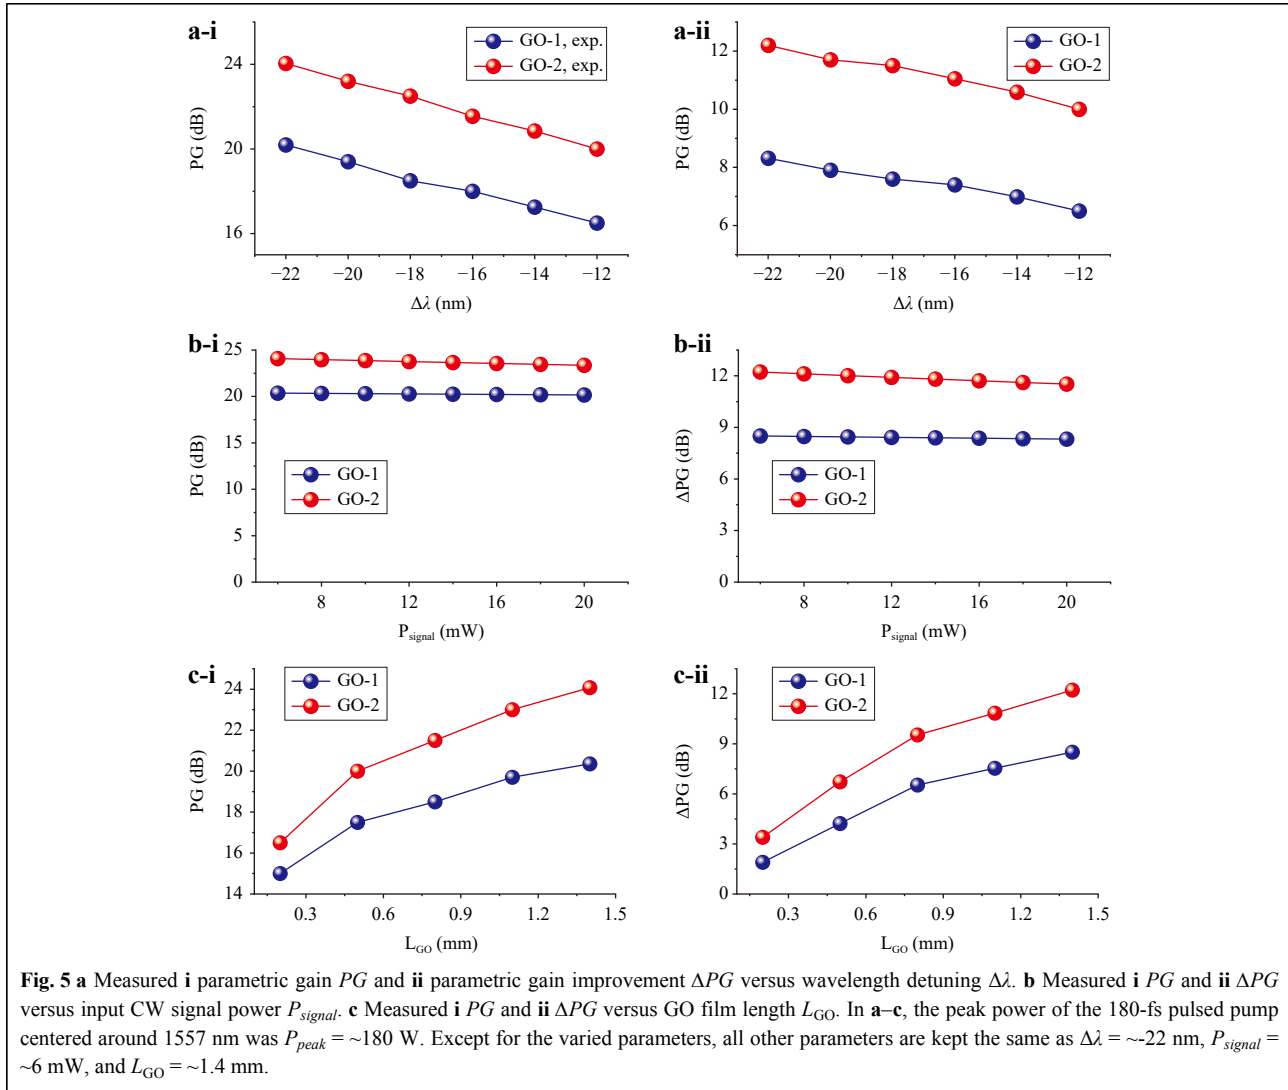 a-i
GO-1, exp.
GO-2, exp.
24
20
16
PG (dB)
−22 −20 −18 −16 −14 −12
Δλ (nm)
a-ii
GO-1
GO-2
12
10
8
6
PG (dB)
−22 −20 −18 −16 −14 −12
Δλ (nm)
b-i
25
20
15
10
5
0
PG (dB)
GO-1
GO-2
8 12 16 20
P_signal (mW)
b-ii
12
9
6
3
0
ΔPG (dB)
GO-1
GO-2
8 12 16 20
P_signal (mW)
c-i
GO-1
GO-2
24
22
20
18
16
14
PG (dB)
0.3 0.6 0.9 1.2 1.5
L_GO (mm)
c-ii
GO-1
GO-2
12
9
6
3
0
ΔPG (dB)
0.3 0.6 0.9 1.2 1.5
L_GO (mm)
Fig. 5 a Measured i parametric gain PG and ii parametric gain improvement ΔPG versus wavelength detuning Δλ. b Measured i PG and ii ΔPG
versus input CW signal power P_signal. c Measured i PG and ii ΔPG versus GO film length L_GO. In a–c, the peak power of the 180-fs pulsed pump
centered around 1557 nm was P_peak = ~180 W. Except for the varied parameters, all other parameters are kept the same as Δλ = ~-22 nm, P_signal =
~6 mW, and L_GO = ~1.4 mm.